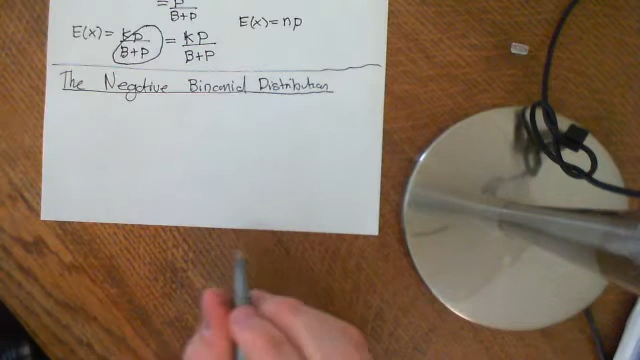 = P / B+P
E(x) = kp / B+P = kp / B+P
E(x) = np
The Negative Binomial Distribution